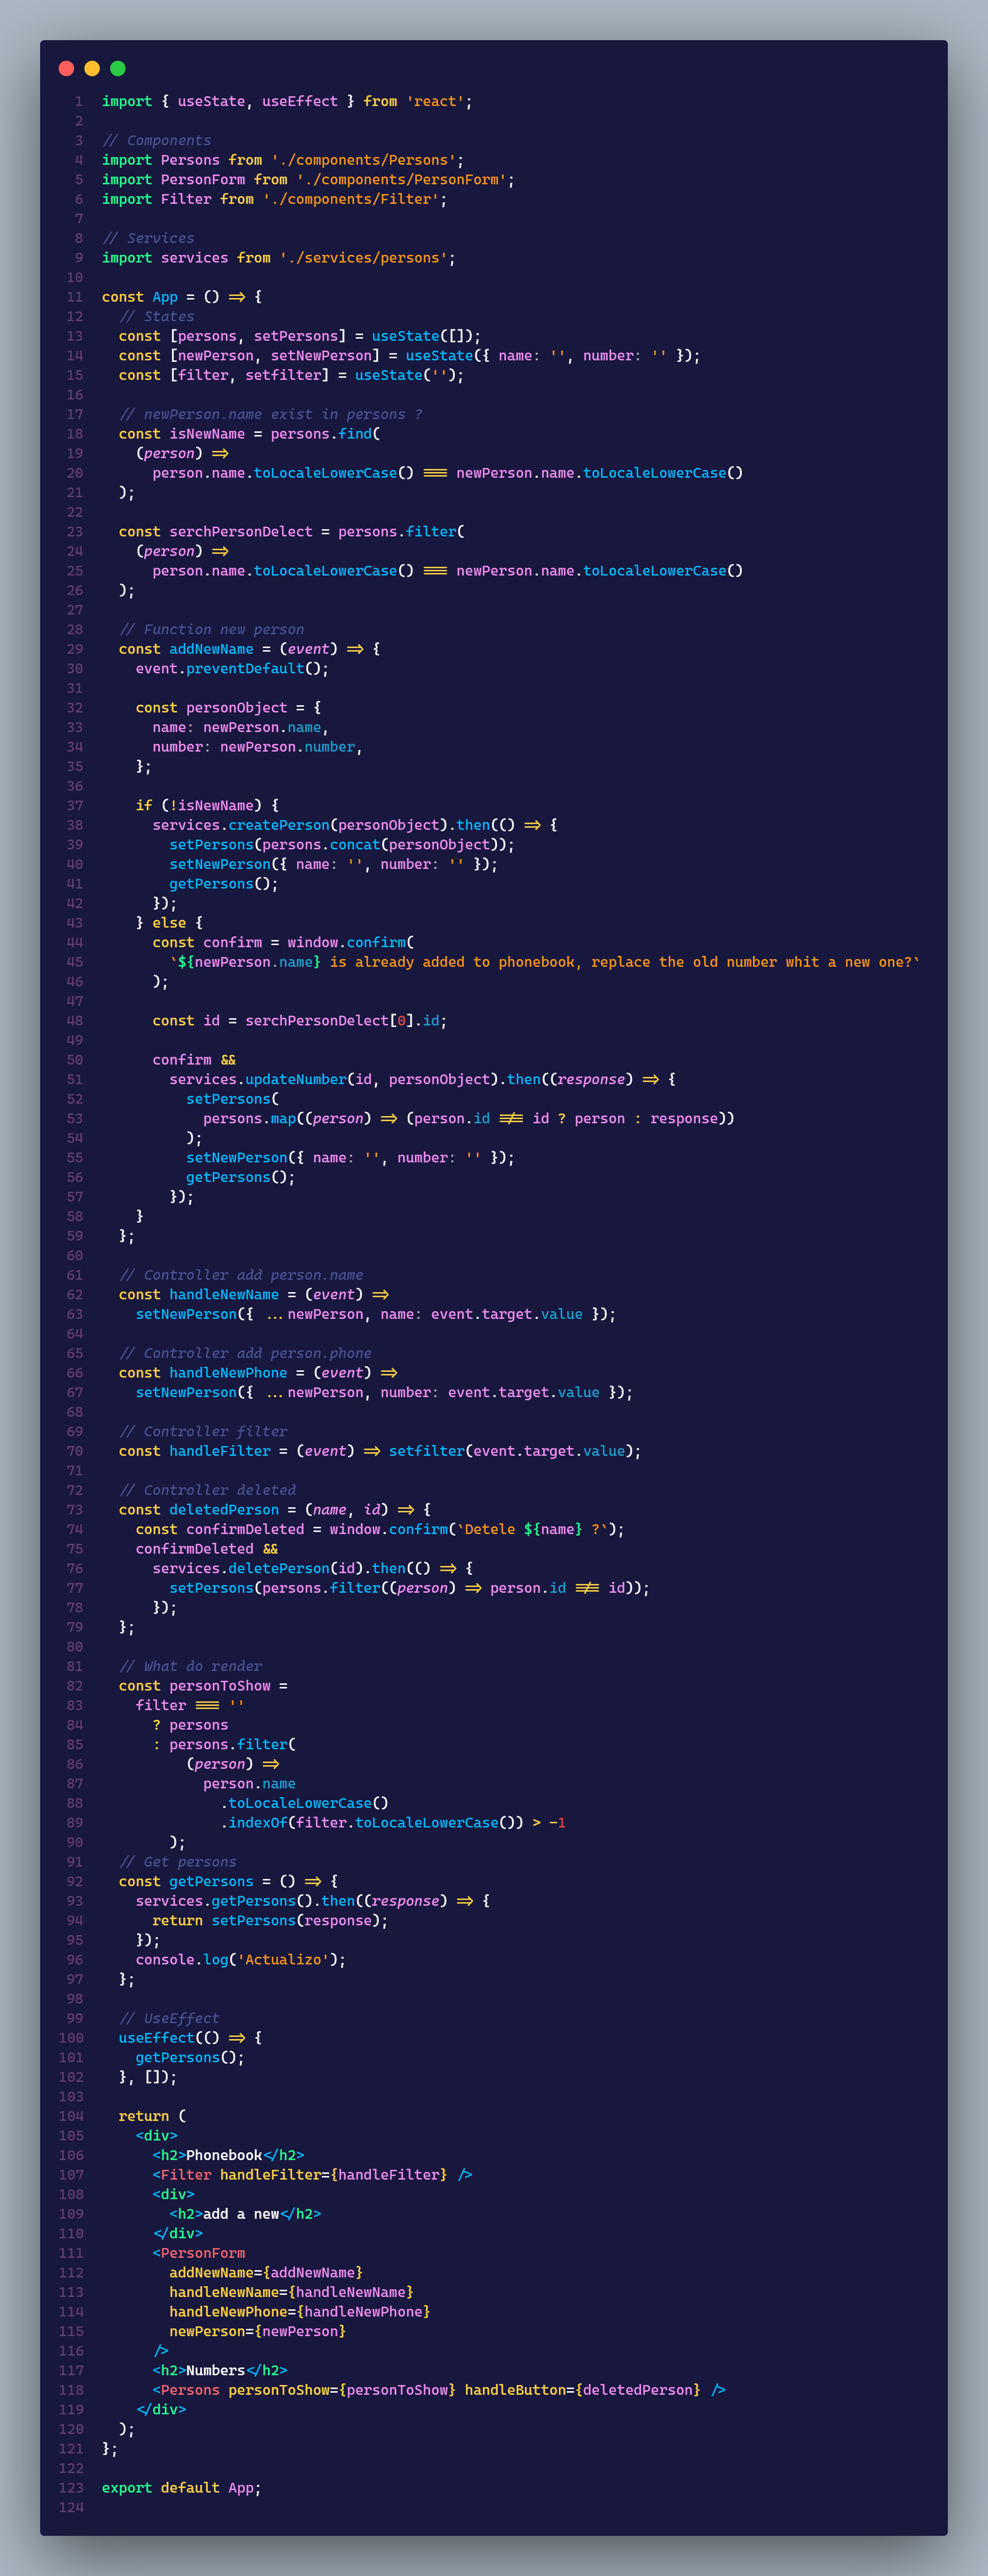 1 import { useState, useEffect } from 'react';
2
3 // Components
4 import Persons from './components/Persons';
5 import PersonForm from './components/PersonForm';
6 import Filter from './components/Filter';
7
8 // Services
9 import services from './services/persons';
10
11 const App = () => {
12   // States
13   const [persons, setPersons] = useState([]);
14   const [newPerson, setNewPerson] = useState({ name: '', number: '' });
15   const [filter, setfilter] = useState('');
16
17   // newPerson.name exist in persons ?
18   const isNewName = persons.find(
19     (person) =>
20       person.name.toLocaleLowerCase() === newPerson.name.toLocaleLowerCase()
21   );
22
23   const serchPersonDelect = persons.filter(
24     (person) =>
25       person.name.toLocaleLowerCase() === newPerson.name.toLocaleLowerCase()
26   );
27
28   // Function new person
29   const addNewName = (event) => {
30     event.preventDefault();
31
32     const personObject = {
33       name: newPerson.name,
34       number: newPerson.number,
35     };
36
37     if (!isNewName) {
38       services.createPerson(personObject).then(() => {
39         setPersons(persons.concat(personObject));
40         setNewPerson({ name: '', number: '' });
41         getPersons();
42       });
43     } else {
44       const confirm = window.confirm(
45         `${newPerson.name} is already added to phonebook, replace the old number whit a new one?`
46       );
47
48       const id = serchPersonDelect[0].id;
49
50       confirm &&
51         services.updateNumber(id, personObject).then((response) => {
52           setPersons(
53             persons.map((person) => (person.id !== id ? person : response))
54           );
55           setNewPerson({ name: '', number: '' });
56           getPersons();
57         });
58     }
59   };
60
61   // Controller add person.name
62   const handleNewName = (event) =>
63     setNewPerson({ ...newPerson, name: event.target.value });
64
65   // Controller add person.phone
66   const handleNewPhone = (event) =>
67     setNewPerson({ ...newPerson, number: event.target.value });
68
69   // Controller filter
70   const handleFilter = (event) => setfilter(event.target.value);
71
72   // Controller deleted
73   const deletedPerson = (name, id) => {
74     const confirmDeleted = window.confirm(`Detele ${name} ?`);
75     confirmDeleted &&
76       services.deletePerson(id).then(() => {
77         setPersons(persons.filter((person) => person.id !== id));
78       });
79   };
80
81   // What do render
82   const personToShow =
83     filter === ''
84       ? persons
85       : persons.filter(
86           (person) =>
87             person.name
88               .toLocaleLowerCase()
89               .indexOf(filter.toLocaleLowerCase()) > -1
90         );
91   // Get persons
92   const getPersons = () => {
93     services.getPersons().then((response) => {
94       return setPersons(response);
95     });
96     console.log('Actualizo');
97   };
98
99   // UseEffect
100   useEffect(() => {
101     getPersons();
102   }, []);
103
104   return (
105     <div>
106       <h2>Phonebook</h2>
107       <Filter handleFilter={handleFilter} />
108       <div>
109         <h2>add a new</h2>
110       </div>
111       <PersonForm
112         addNewName={addNewName}
113         handleNewName={handleNewName}
114         handleNewPhone={handleNewPhone}
115         newPerson={newPerson}
116       />
117       <h2>Numbers</h2>
118       <Persons personToShow={personToShow} handleButton={deletedPerson} />
119     </div>
120   );
121 };
122
123 export default App;
124